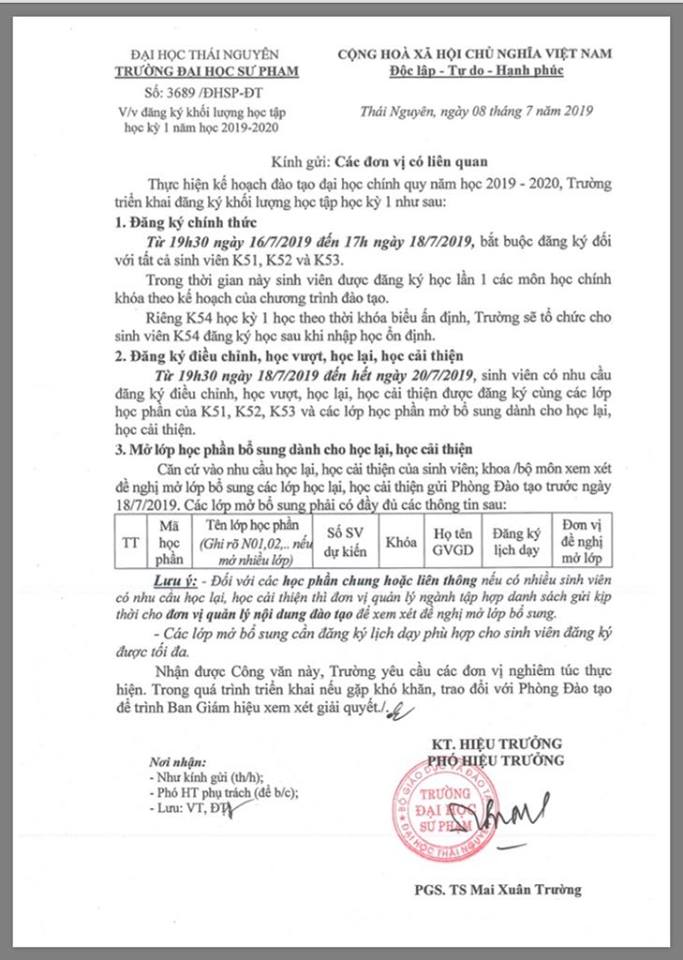 ĐẠI HỌC THÁI NGUYÊN
TRƯỜNG ĐẠI HỌC SƯ PHẠM
Số: 3689 /ĐHSP-ĐT
V/v đăng ký khối lượng học tập
học kỳ 1 năm học 2019-2020
CỘNG HOÀ XÃ HỘI CHỦ NGHĨA VIỆT NAM
Độc lập - Tự do - Hạnh phúc
Thái Nguyên, ngày 08 tháng 7 năm 2019
Kính gửi: Các đơn vị có liên quan
Thực hiện kế hoạch đào tạo đại học chính quy năm học 2019 - 2020, Trường
triển khai đăng ký khối lượng học tập học kỳ 1 như sau:
1. Đăng ký chính thức
Từ 19h30 ngày 16/7/2019 đến 17h ngày 18/7/2019, bắt buộc đăng ký đối
với tất cả sinh viên K51, K52 và K53.
Trong thời gian này sinh viên được đăng ký học lần 1 các môn học chính
khóa theo kế hoạch của chương trình đào tạo.
Riêng K54 học kỳ 1 học theo thời khóa biểu ấn định, Trường sẽ tổ chức cho
sinh viên K54 đăng ký học sau khi nhập học ổn định.
2. Đăng ký điều chỉnh, học vượt, học lại, học cải thiện
Từ 19h30 ngày 18/7/2019 đến hết ngày 20/7/2019, sinh viên có nhu cầu
đăng ký điều chỉnh, học vượt, học lại, học cải thiện được đăng ký cùng các lớp
học phần của K51, K52, K53 và các lớp học phần mở bổ sung dành cho học lại,
học cải thiện.
3. Mở lớp học phần bổ sung dành cho học lại, học cải thiện
Căn cứ vào nhu cầu học lại, học cải thiện của sinh viên; khoa /bộ môn xem xét
đề nghị mở lớp bổ sung các lớp học lại, học cải thiện gửi Phòng Đào tạo trước ngày
18/7/2019. Các lớp mở bổ sung phải có đầy đủ các thông tin sau:
TT
Mã
học
phần
Tên lớp học phần
(Ghi rõ N01,02,.. nếu
mở nhiều lớp)
Số SV
dự kiến
Khóa
Họ tên
GVGD
Đăng ký
lịch dạy
Đơn vị
đề nghị
mở lớp
Lưu ý: - Đối với các học phần chung hoặc liên thông nếu có nhiều sinh viên
có nhu cầu học lại, học cải thiện thì đơn vị quản lý ngành tập hợp danh sách gửi kịp
thời cho đơn vị quản lý nội dung đào tạo để xem xét đề nghị mở lớp bổ sung.
- Các lớp mở bổ sung cần đăng ký lịch dạy phù hợp cho sinh viên đăng ký
được tối đa.
Nhận được Công văn này, Trường yêu cầu các đơn vị nghiêm túc thực
hiện. Trong quá trình triển khai nếu gặp khó khăn, trao đổi với Phòng Đào tạo
để trình Ban Giám hiệu xem xét giải quyết./.
Nơi nhận:
- Như kính gửi (th/h);
- Phó HT phụ trách (để b/c);
- Lưu: VT, ĐT
KT. HIỆU TRƯỞNG
PHÓ HIỆU TRƯỞNG
BỘ GIÁO DỤC VÀ ĐÀO TẠO
TRƯỜNG
ĐẠI HỌC
SƯ PHẠM
ĐẠI HỌC THÁI NGUYÊN
PGS. TS Mai Xuân Trường